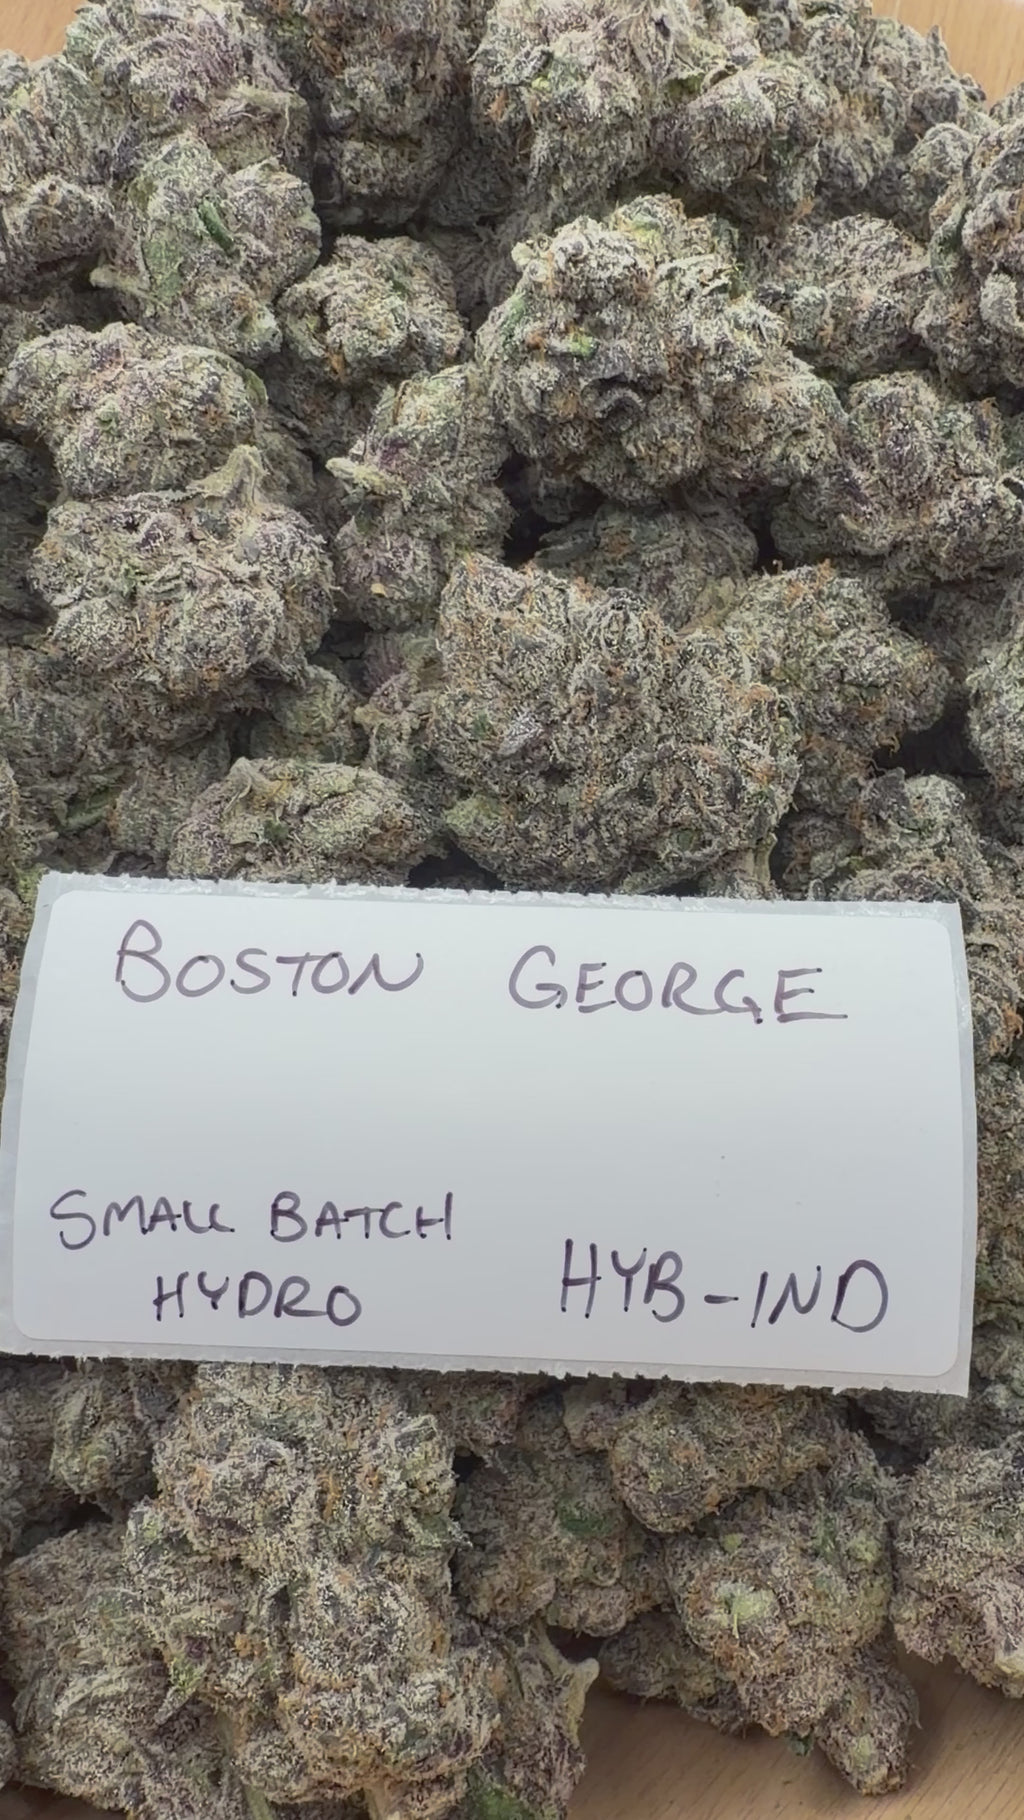 BOSTON GEORGE
SMALL BATCH
HYDRO
HYB-IND